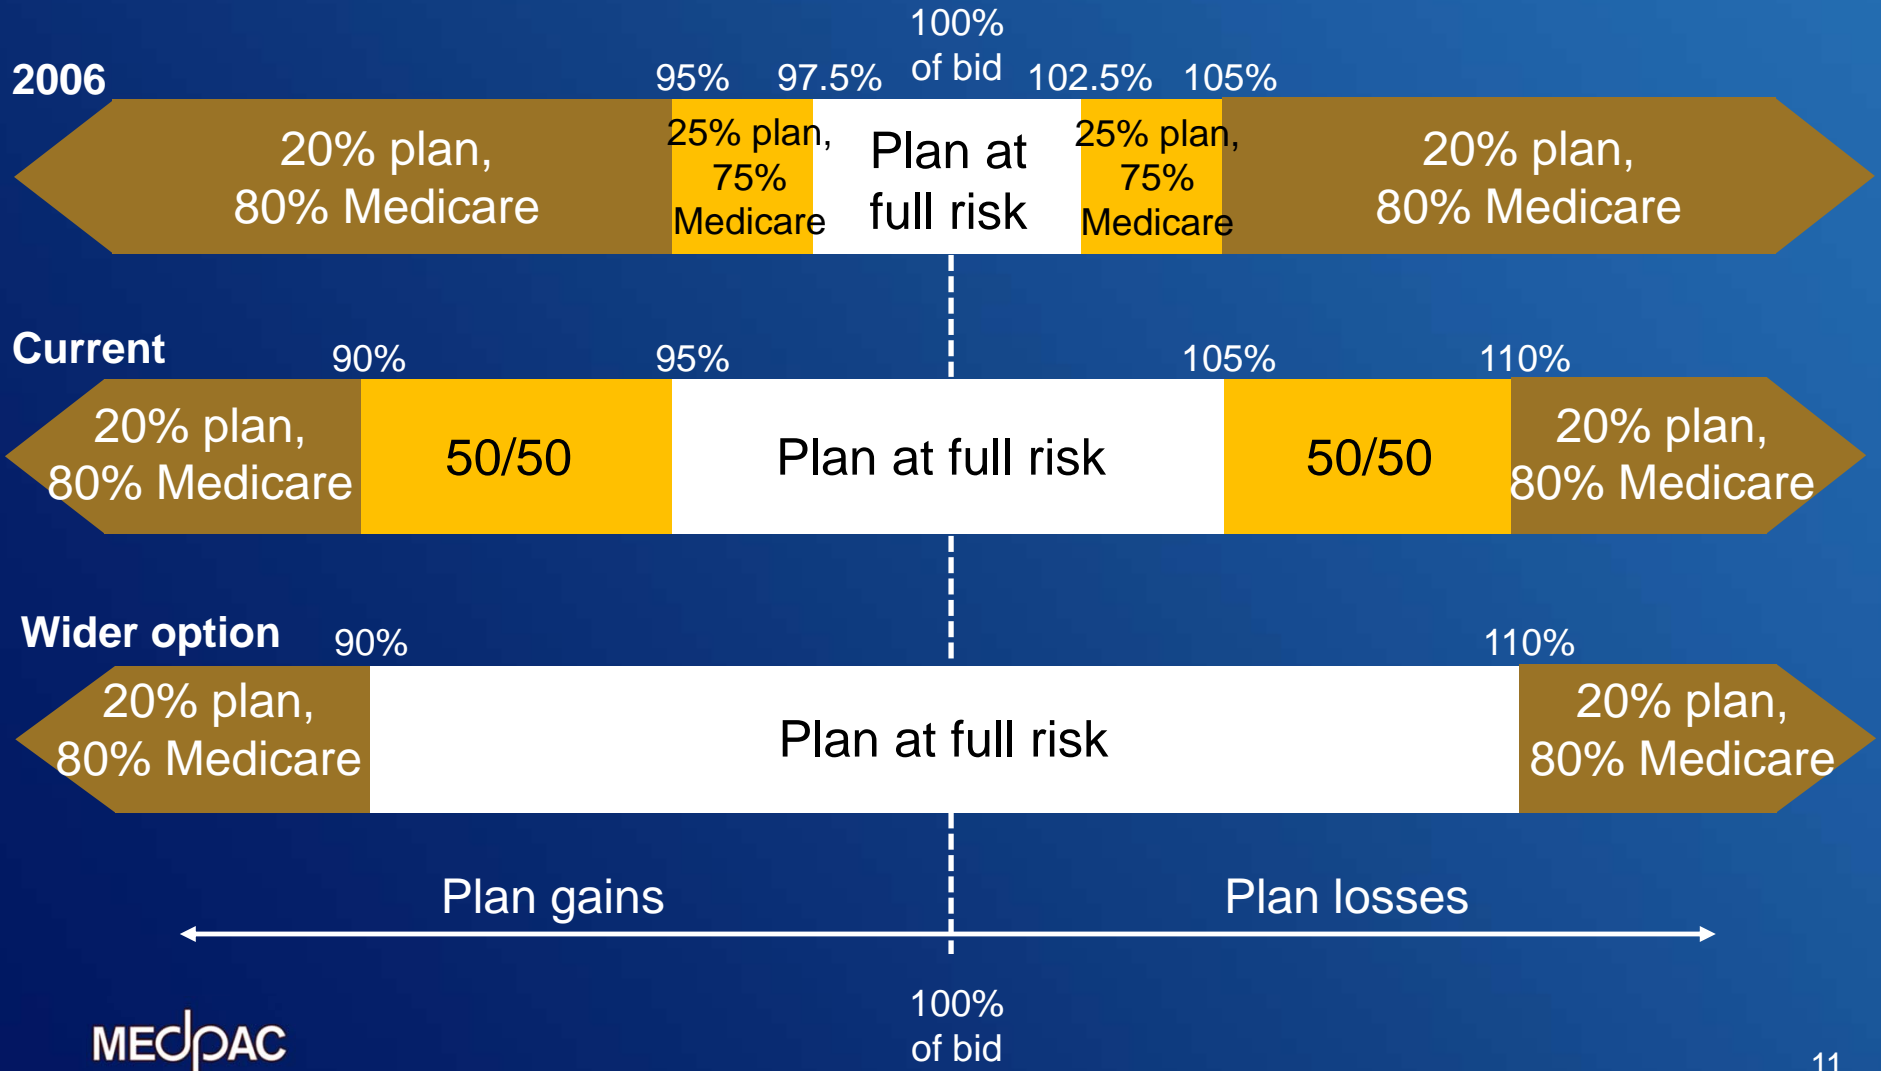 100%
of bid
2006
95% 97.5% 102.5% 105%
20% plan,
80% Medicare
25% plan,
75%
Medicare
Plan at
full risk
25% plan,
75%
Medicare
20% plan,
80% Medicare
Current
90% 95% 105% 110%
20% plan,
80% Medicare
50/50
Plan at full risk
50/50
20% plan,
80% Medicare
Wider option
90% 110%
20% plan,
80% Medicare
Plan at full risk
20% plan,
80% Medicare
Plan gains
Plan losses
100%
of bid
MEDPAC
11